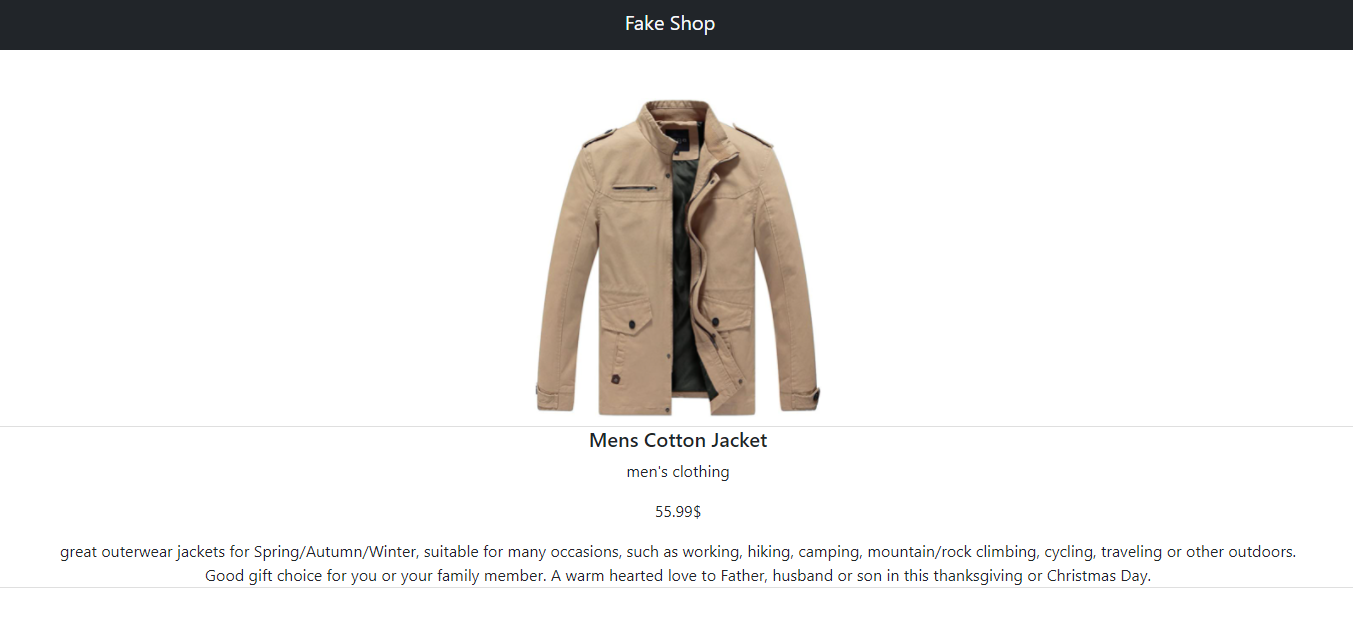 Fake Shop
Mens Cotton Jacket
men's clothing
55.99$
great outerwear jackets for Spring/Autumn/Winter, suitable for many occasions, such as working, hiking, camping, mountain/rock climbing, cycling, traveling or other outdoors.
Good gift choice for you or your family member. A warm hearted love to Father, husband or son in this thanksgiving or Christmas Day.